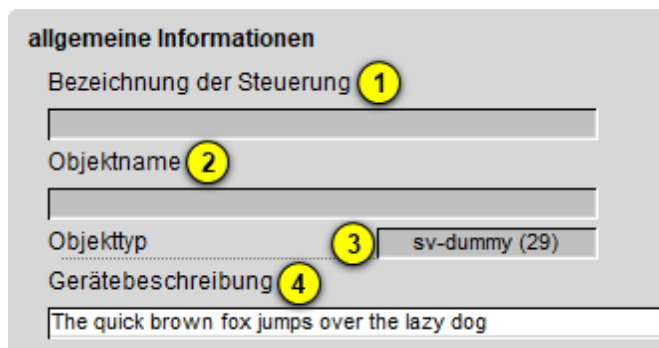 allgemeine Informationen
Bezeichnung der Steuerung 1
Objektname 2
Objekttyp 3 sv-dummy (29)
Gerätebeschreibung 4
The quick brown fox jumps over the lazy dog